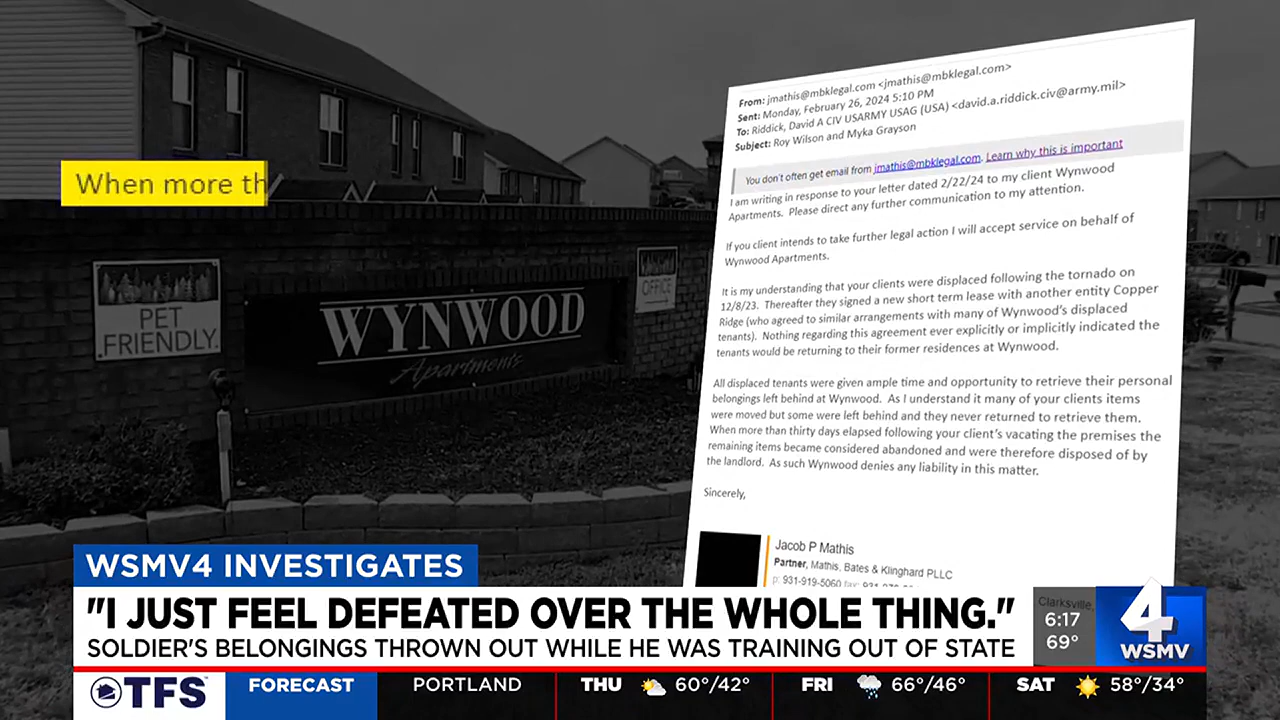 When more th
PET
FRIENDLY.
WYNWOOD
Apartments
OFFICE
From: jmathis@mbklegal.com <jmathis@mbklegal.com>
Sent: Monday, February 26, 2024 5:10 PM
To: Riddick, David A CIV USARMY USAG (USA) <david.a.riddick.civ@army.mil>
Subject: Roy Wilson and Myka Grayson
You don't often get email from jmathis@mbklegal.com. Learn why this is important
I am writing in response to your letter dated 2/22/24 to my client Wynwood
Apartments. Please direct any further communication to my attention.
If you client intends to take further legal action I will accept service on behalf of
Wynwood Apartments.
It is my understanding that your clients were displaced following the tornado on
12/8/23. Thereafter they signed a new short term lease with another entity Copper
Ridge (who agreed to similar arrangements with many of Wynwood's displaced
tenants). Nothing regarding this agreement ever explicitly or implicitly indicated the
tenants would be returning to their former residences at Wynwood.
All displaced tenants were given ample time and opportunity to retrieve their personal
belongings left behind at Wynwood. As I understand it many of your clients items
were moved but some were left behind and they never returned to retrieve them.
When more than thirty days elapsed following your client's vacating the premises the
remaining items became considered abandoned and were therefore disposed of by
the landlord. As such Wynwood denies any liability in this matter.
Sincerely,
Jacob P Mathis
Partner, Mathis, Bates & Klinghard PLLC
p: 931-919-5060
WSMV4 INVESTIGATES
"I JUST FEEL DEFEATED OVER THE WHOLE THING."
SOLDIER'S BELONGINGS THROWN OUT WHILE HE WAS TRAINING OUT OF STATE
Clarksville,
6:17
69°
4
WSMV
TFS
FORECAST
PORTLAND
THU 60°/42°
FRI 66°/46°
SAT 58°/34°